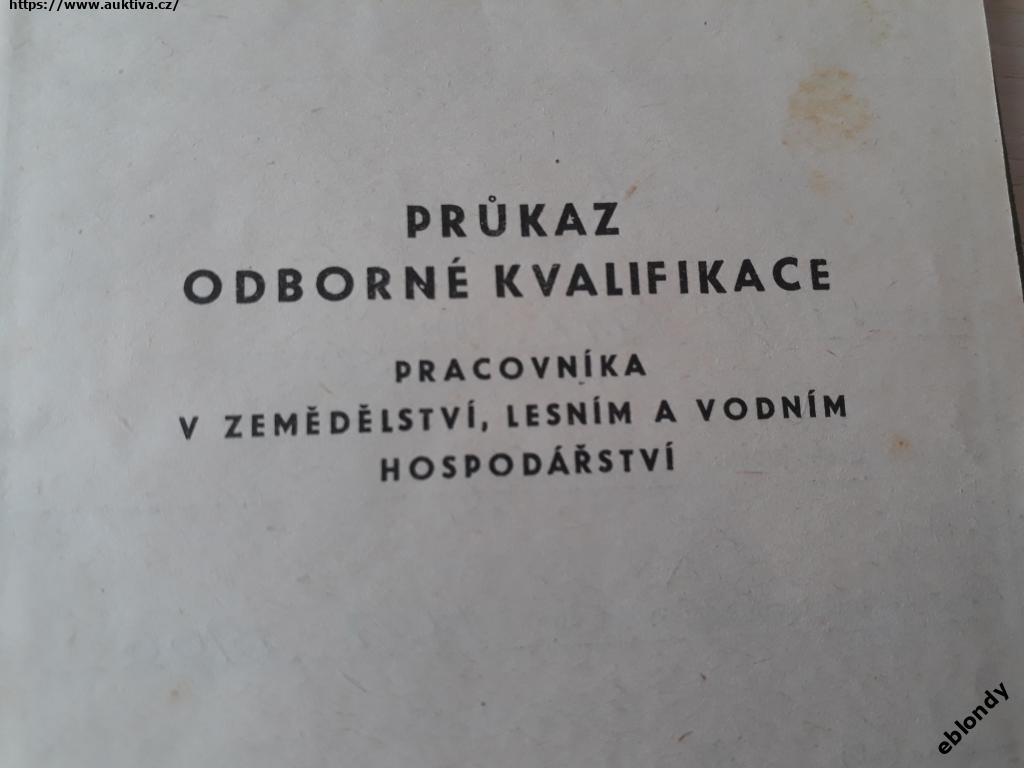 https://www.auktiva.cz/
PRŮKAZ
ODBORNÉ KVALIFIKACE
PRACOVNÍKA
V ZEMĚDĚLSTVÍ, LESNÍM A VODNÍM
HOSPODÁŘSTVÍ
eblondy